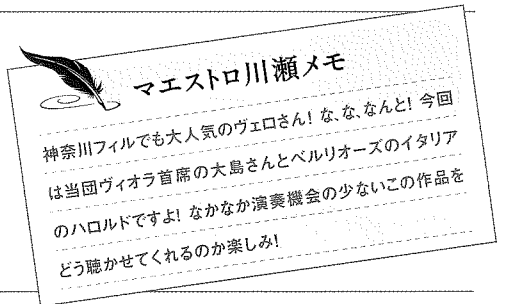 マエストロ川瀬メモ
神奈川フィルでも大人気のヴェロさん! な、な、なんと! 今回
は当団ヴィオラ首席の大島さんとベルリオーズのイタリア
のハロルドですよ! なかなか演奏機会の少ないこの作品を
どう聴かせてくれるのか楽しみ!